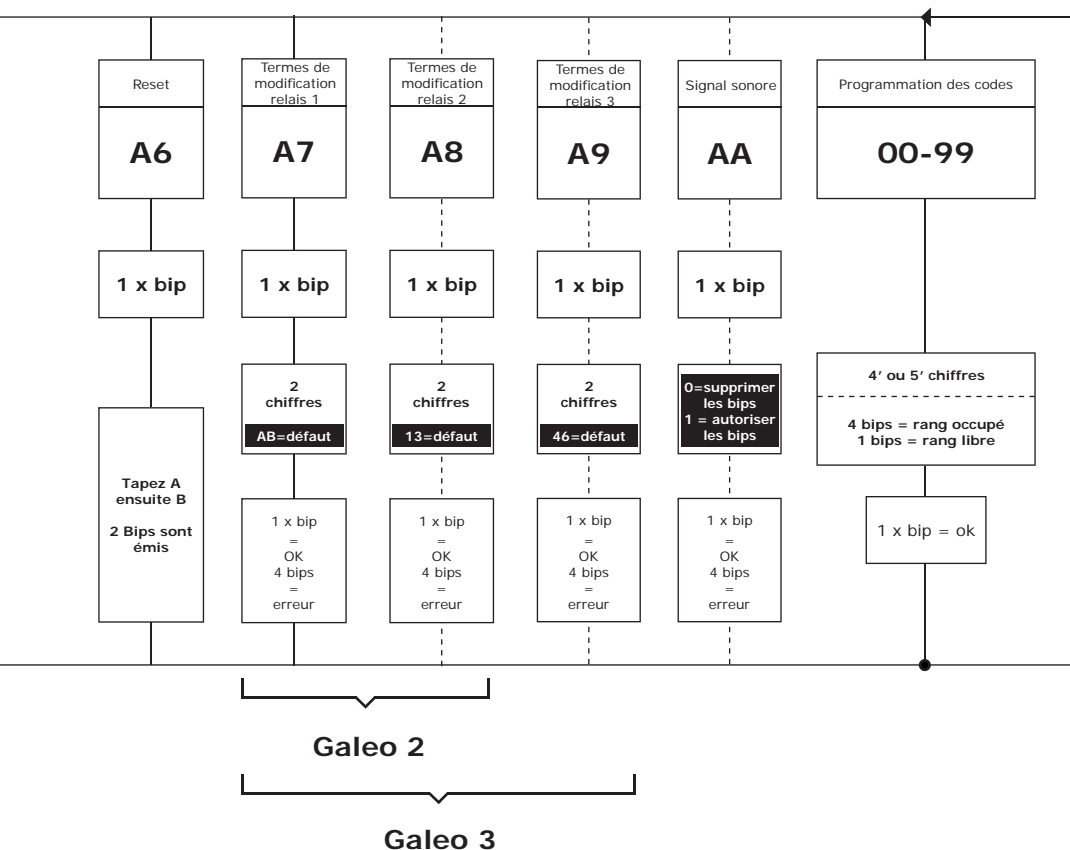 Reset
A6
1 x bip
Tapez A
ensuite B
2 Bips sont
émis
Termes de
modification
relais 1
A7
1 x bip
2
chiffres
AB=défaut
1 x bip
=
OK
4 bips
=
erreur
Termes de
modification
relais 2
A8
1 x bip
2
chiffres
13=défaut
1 x bip
=
OK
4 bips
=
erreur
Termes de
modification
relais 3
A9
1 x bip
2
chiffres
46=défaut
1 x bip
=
OK
4 bips
=
erreur
Signal sonore
AA
1 x bip
0=supprimer
les bips
1 = autoriser
les bips
1 x bip
=
OK
4 bips
=
erreur
Programmation des codes
00-99
4’ ou 5’ chiffres
4 bips = rang occupé
1 bips = rang libre
1 x bip = ok
Galeo 2
Galeo 3